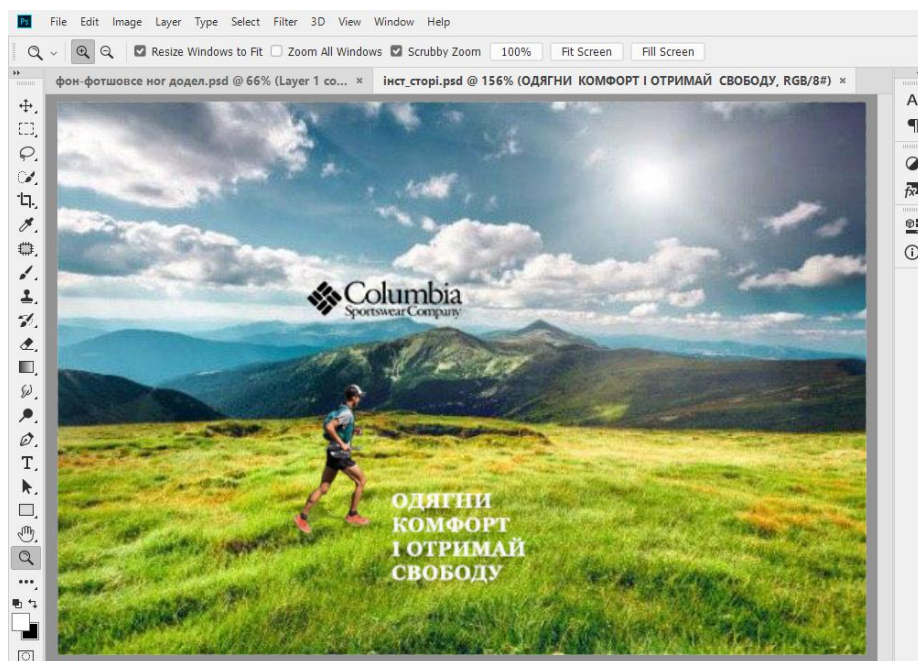 Ps File Edit Image Layer Type Select Filter 3D View Window Help
Resize Windows to Fit Zoom All Windows Scrubby Zoom 100% Fit Screen Fill Screen
фон-фотшовсе ног додел.psd @ 66% (Layer 1 co... × інст_сторі.psd @ 156% (ОДЯГНИ КОМФОРТ І ОТРИМАЙ СВОБОДУ, RGB/8#) ×
Columbia
Sportswear Company
ОДЯГНИ
КОМФОРТ
І ОТРИМАЙ
СВОБОДУ